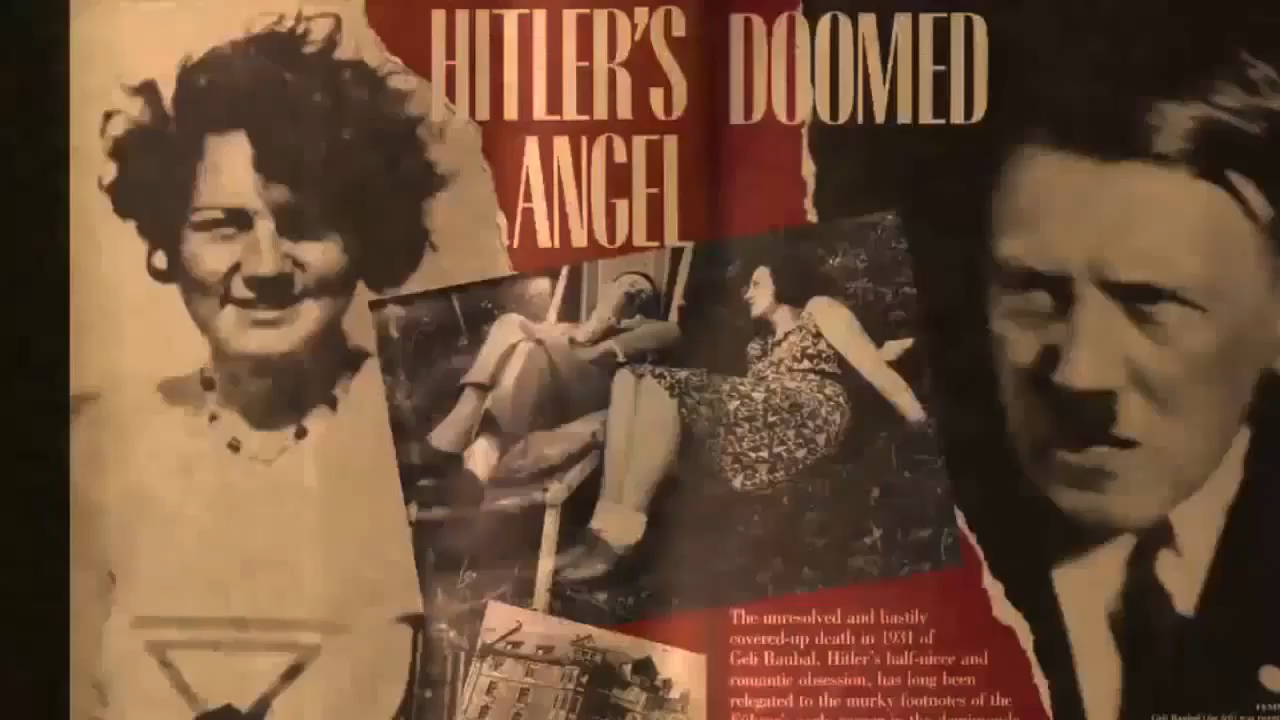 HITLER'S DOOMED
ANGEL
The unresolved and hastily
covered-up death in 1931 of
Geli Raubal, Hitler's half-niece and
romantic obsession, has long been
relegated to the murky footnotes of the